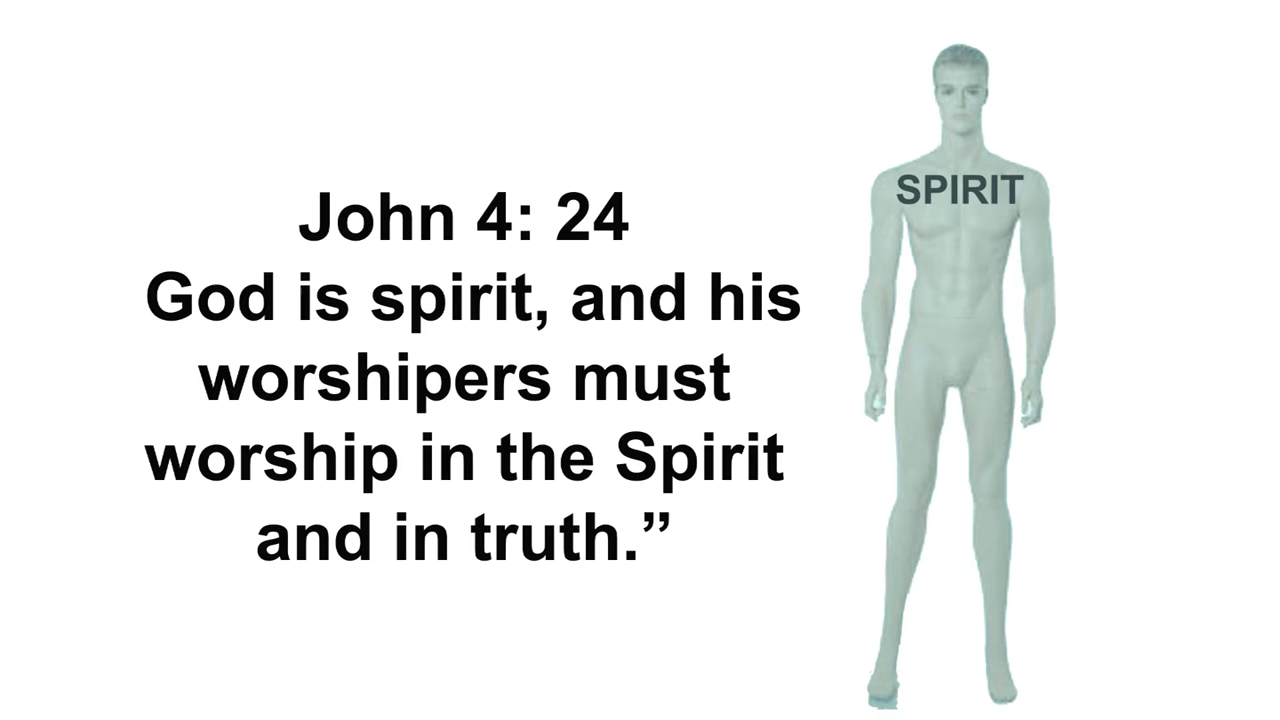 John 4: 24
God is spirit, and his
worshipers must
worship in the Spirit
and in truth.”
SPIRIT